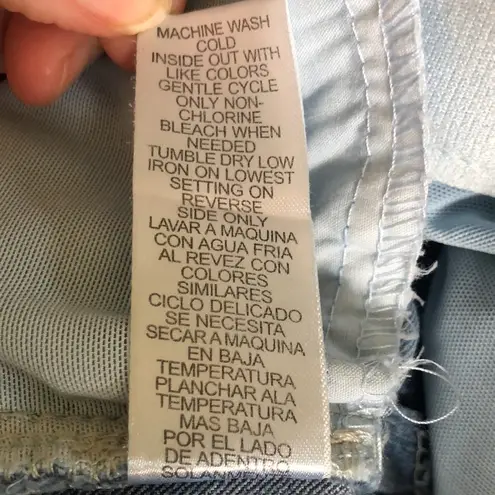 MACHINE WASH
COLD
INSIDE OUT WITH
LIKE COLORS
GENTLE CYCLE
ONLY NON-
CHLORINE
BLEACH WHEN
NEEDED
TUMBLE DRY LOW
IRON ON LOWEST
SETTING ON
REVERSE
SIDE ONLY
LAVAR A MAQUINA
CON AGUA FRIA
AL REVEZ CON
COLORES
SIMILARES
CICLO DELICADO
SE NECESITA
SECAR A MAQUINA
EN BAJA
TEMPERATURA
PLANCHAR ALA
TEMPERATURA
MAS BAJA
POR EL LADO
DE ADENTRO